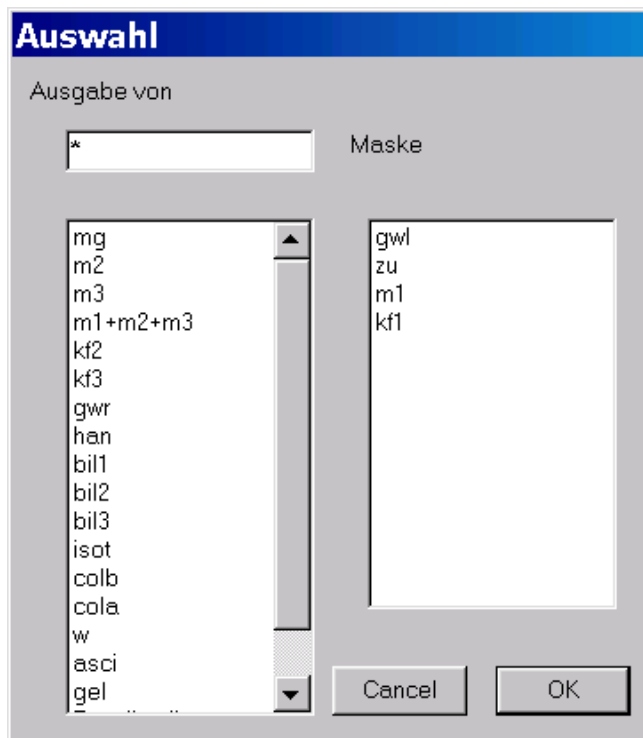 Auswahl
Ausgabe von
*
Maske
mg
m2
m3
m1+m2+m3
kf2
kf3
gwr
han
bil1
bil2
bil3
isot
colb
cola
w
asci
gel
gwl
zu
m1
kf1
Cancel
OK